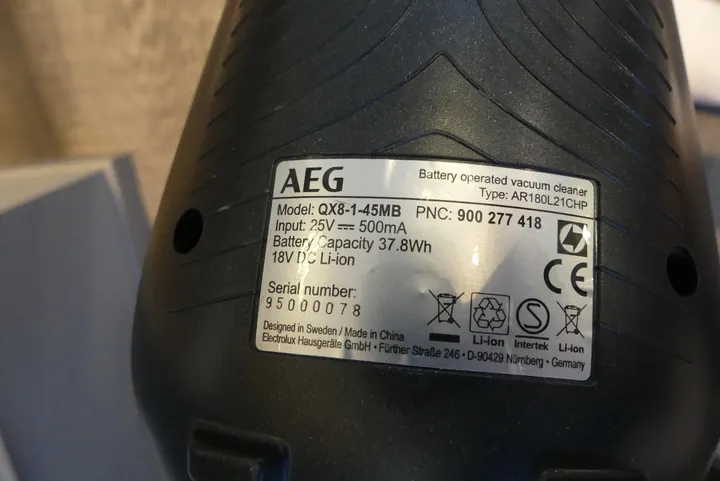 AEG
Battery operated vacuum cleaner
Type: AR180L21CHP
Model: QX8-1-45MB PNC: 900 277 418
Input: 25V ⎓ 500mA
Battery Capacity 37.8Wh
18V DC Li-ion
CE
Serial number:
95000078
Li-ion
S
Intertek
Li-ion
Designed in Sweden / Made in China
Electrolux Hausgeräte GmbH • Fürther Straße 246 • D-90429 Nürnberg • Germany